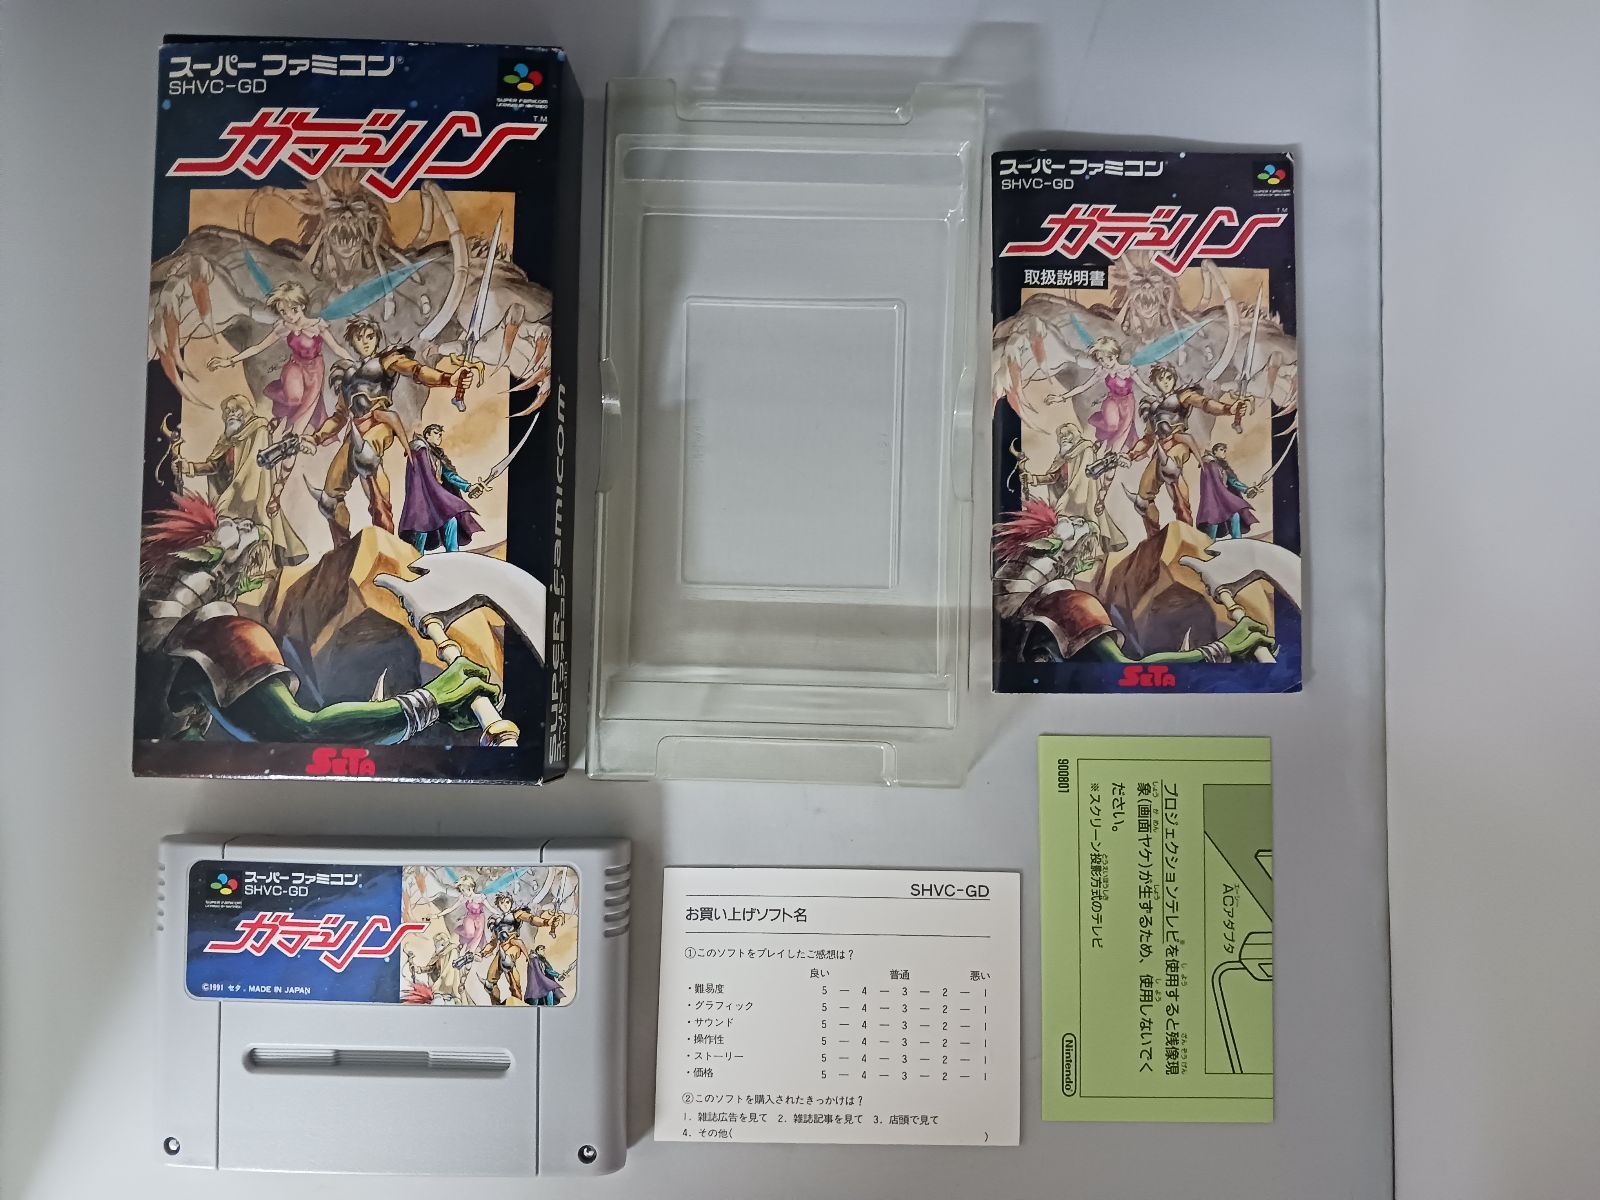 スーパーファミコン®
SHVC-GD
SUPER FAMICOM
LICENSED BY NINTENDO
ガデュリン
T.M.
SETA
SUPER Famicom
スーパーファミコン
SHVC-GD
ガデュリン
T.M.
取扱説明書
SETA
スーパーファミコン
SHVC-GD
ガデュリン
©1991 セタ. MADE IN JAPAN
SHVC-GD
お買い上げソフト名
①このソフトをプレイしたご感想は?
良い 普通 悪い
・難易度 5 — 4 — 3 — 2 — 1
・グラフィック 5 — 4 — 3 — 2 — 1
・サウンド 5 — 4 — 3 — 2 — 1
・操作性 5 — 4 — 3 — 2 — 1
・ストーリー 5 — 4 — 3 — 2 — 1
・価格 5 — 4 — 3 — 2 — 1
②このソフトを購入されたきっかけは?
1. 雑誌広告を見て 2. 雑誌記事を見て 3. 店頭で見て
4. その他( )
ACアダプタ
プロジェクションテレビ※を使用すると残像現
象(画面ヤケ)が生ずるため、使用しないでく
ださい。
※スクリーン投影方式のテレビ
900801
Nintendo